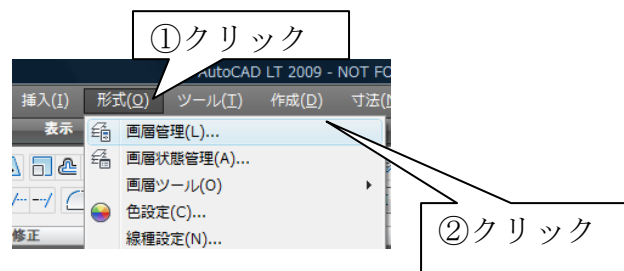 ①クリック
AutoCAD LT 2009 - NOT FO
挿入(I) 形式(O) ツール(T) 作成(D) 寸法(
表示
画層管理(L)...
画層状態管理(A)...
画層ツール(O)
色設定(C)...
修正
線種設定(N)...
②クリック